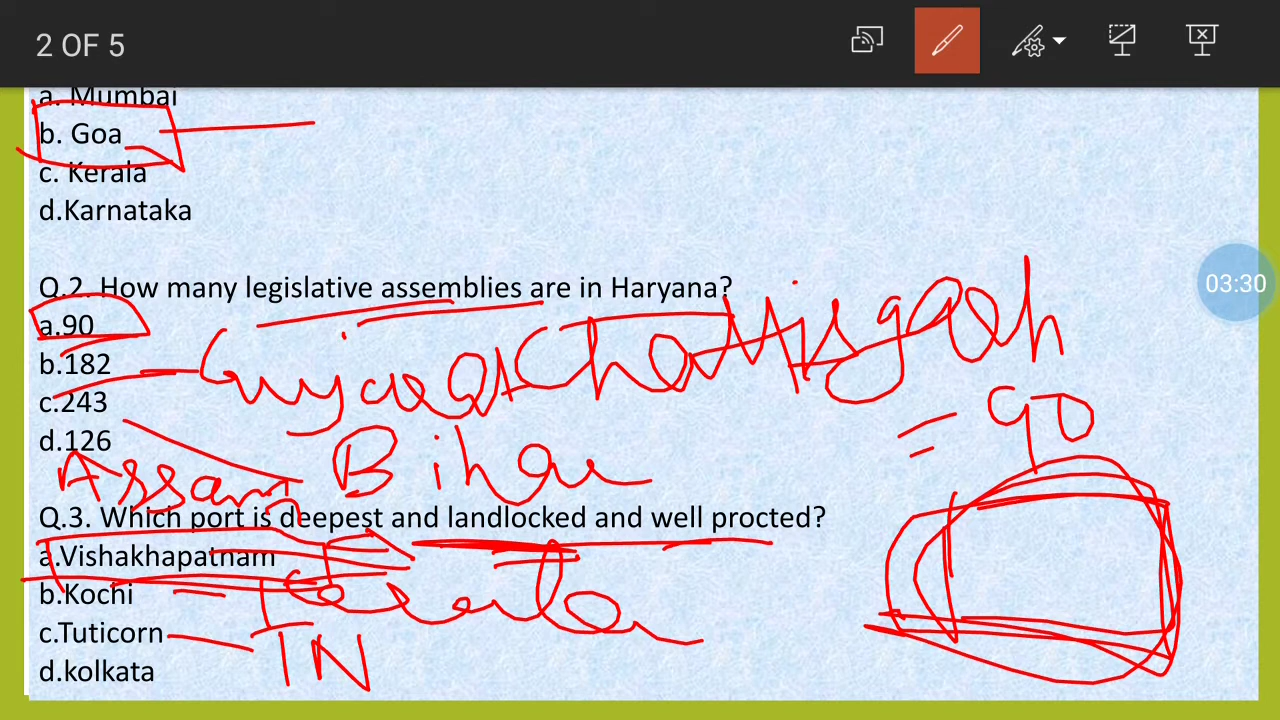 2 OF 5
a. Mumbai
b. Goa
c. Kerala
d.Karnataka
Q.2. How many legislative assemblies are in Haryana?
03:30
a.90
b.182
Gujarat Chattisgarh
c.243
= 90
d.126
Assam Bihar
Q.3. Which port is deepest and landlocked and well procted?
a.Vishakhapatnam
b.Kochi
Kerala
c.Tuticorn
TN
d.kolkata